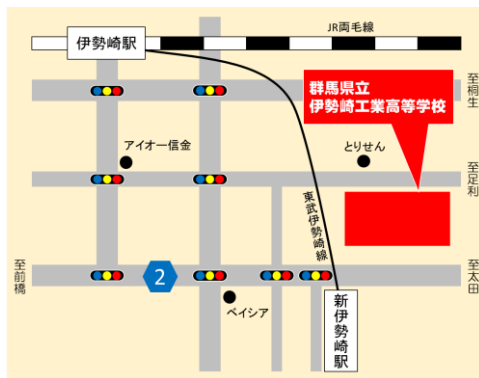 JR両毛線
伊勢崎駅
至桐生
群馬県立
伊勢崎工業高等学校
アイオー信金
とりせん
至足利
東武伊勢崎線
至前橋
2
至太田
ベイシア
新伊勢崎駅